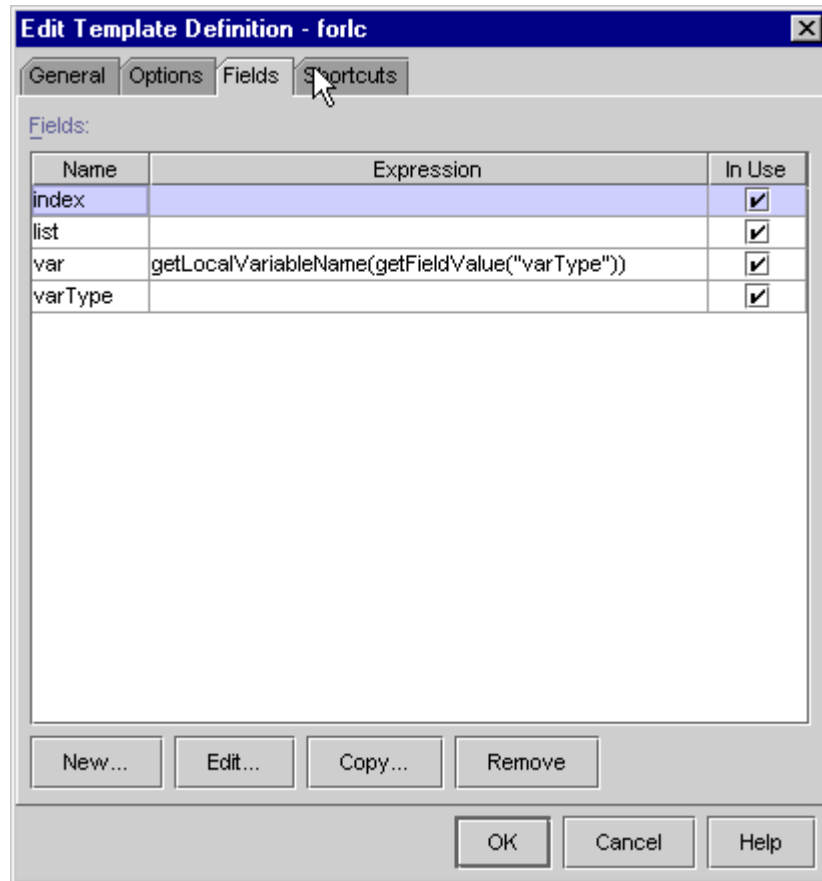 Edit Template Definition - forlc
General Options Fields Shortcuts
Fields:
Name Expression In Use
index
list
var getLocalVariableName(getFieldValue("varType"))
varType
New... Edit... Copy... Remove
OK Cancel Help